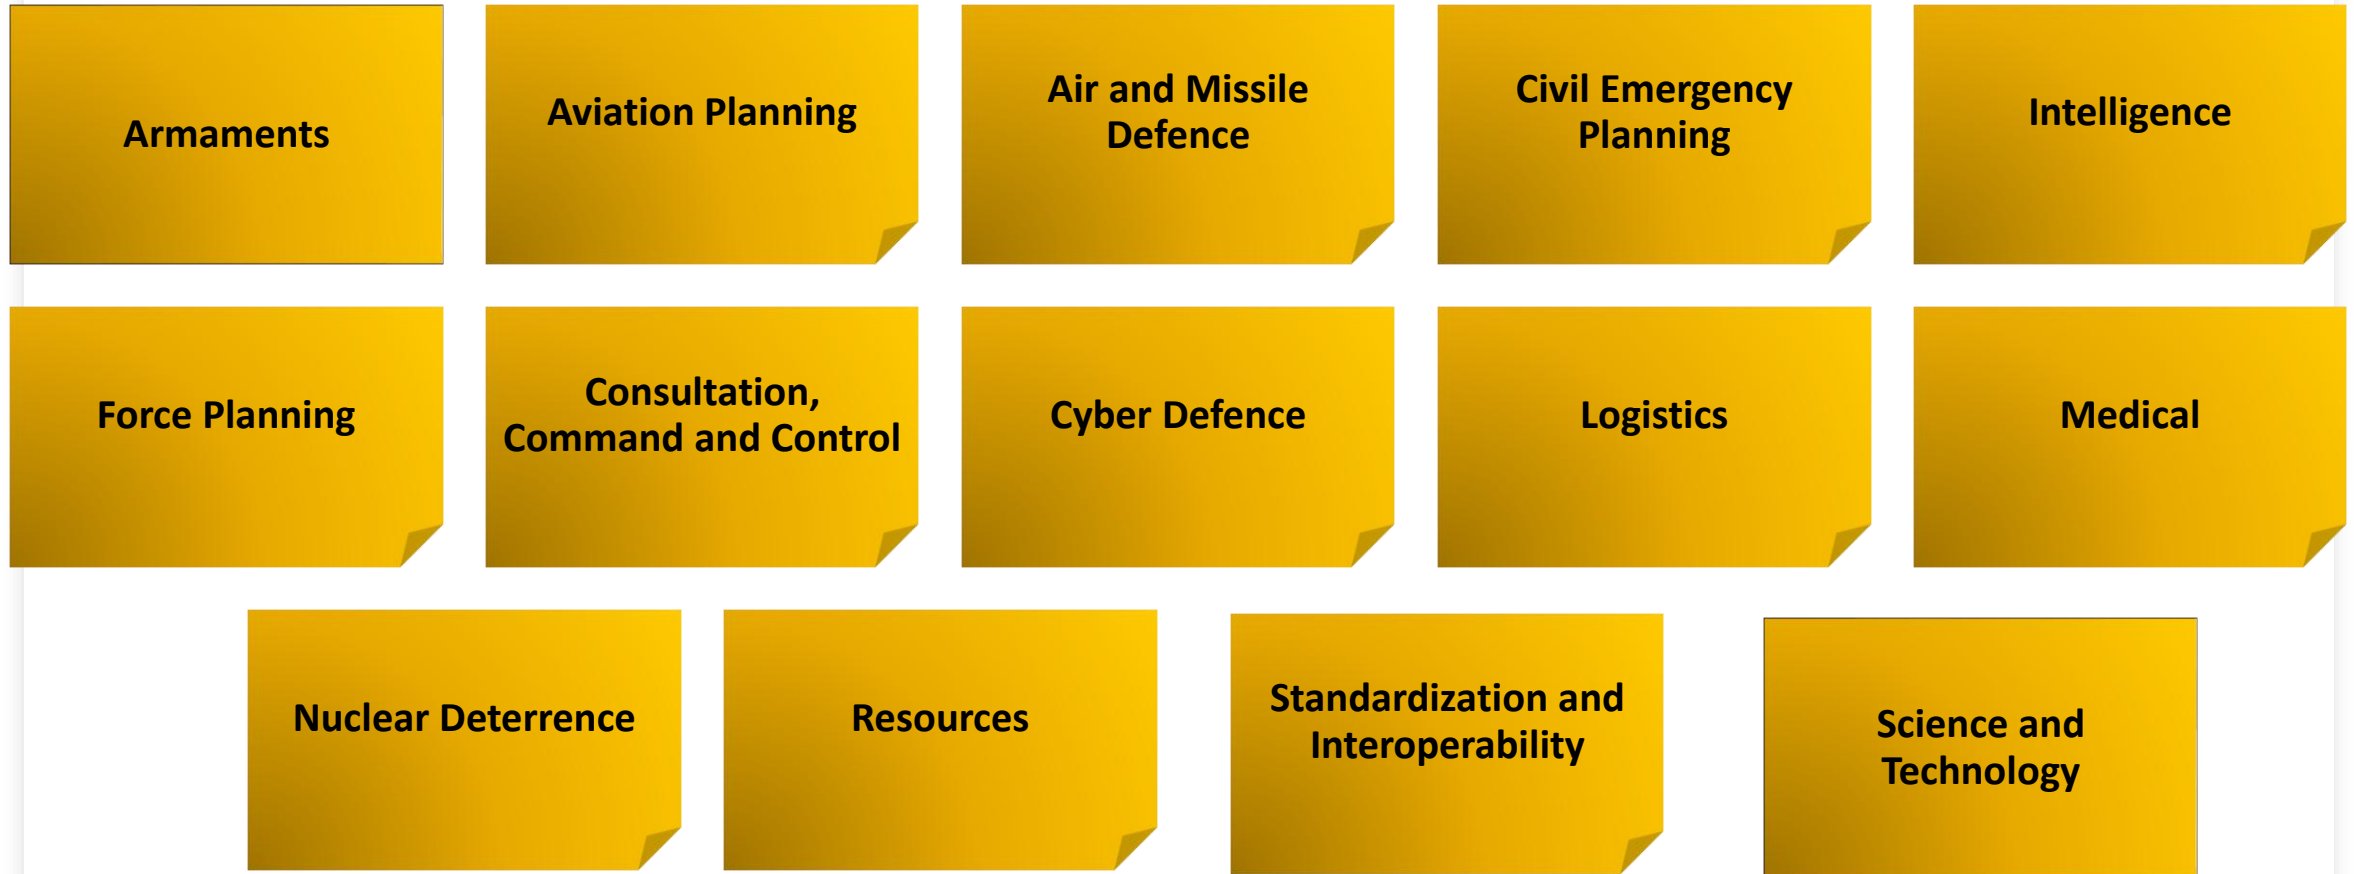 Armaments
Aviation Planning
Air and Missile
Defence
Civil Emergency
Planning
Intelligence
Force Planning
Consultation,
Command and Control
Cyber Defence
Logistics
Medical
Nuclear Deterrence
Resources
Standardization and
Interoperability
Science and
Technology